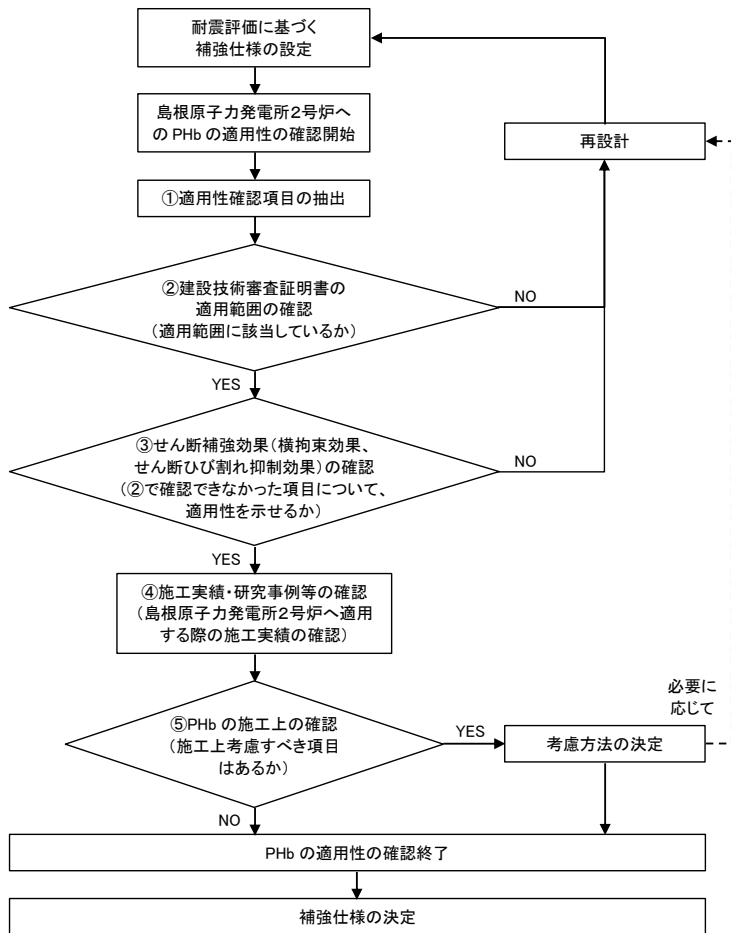 耐震評価に基づく
補強仕様の設定
島根原子力発電所2号炉へ
の PHb の適用性の確認開始
再設計
①適用性確認項目の抽出
②建設技術審査証明書の
適用範囲の確認
（適用範囲に該当しているか）
NO
YES
③せん断補強効果（横拘束効果、
せん断ひび割れ抑制効果）の確認
（②で確認できなかった項目について、
適用性を示せるか）
NO
YES
④施工実績・研究事例等の確認
（島根原子力発電所2号炉へ適用
する際の施工実績の確認）
必要に
応じて
⑤PHb の施工上の確認
（施工上考慮すべき項目
はあるか）
YES
考慮方法の決定
NO
PHb の適用性の確認終了
補強仕様の決定